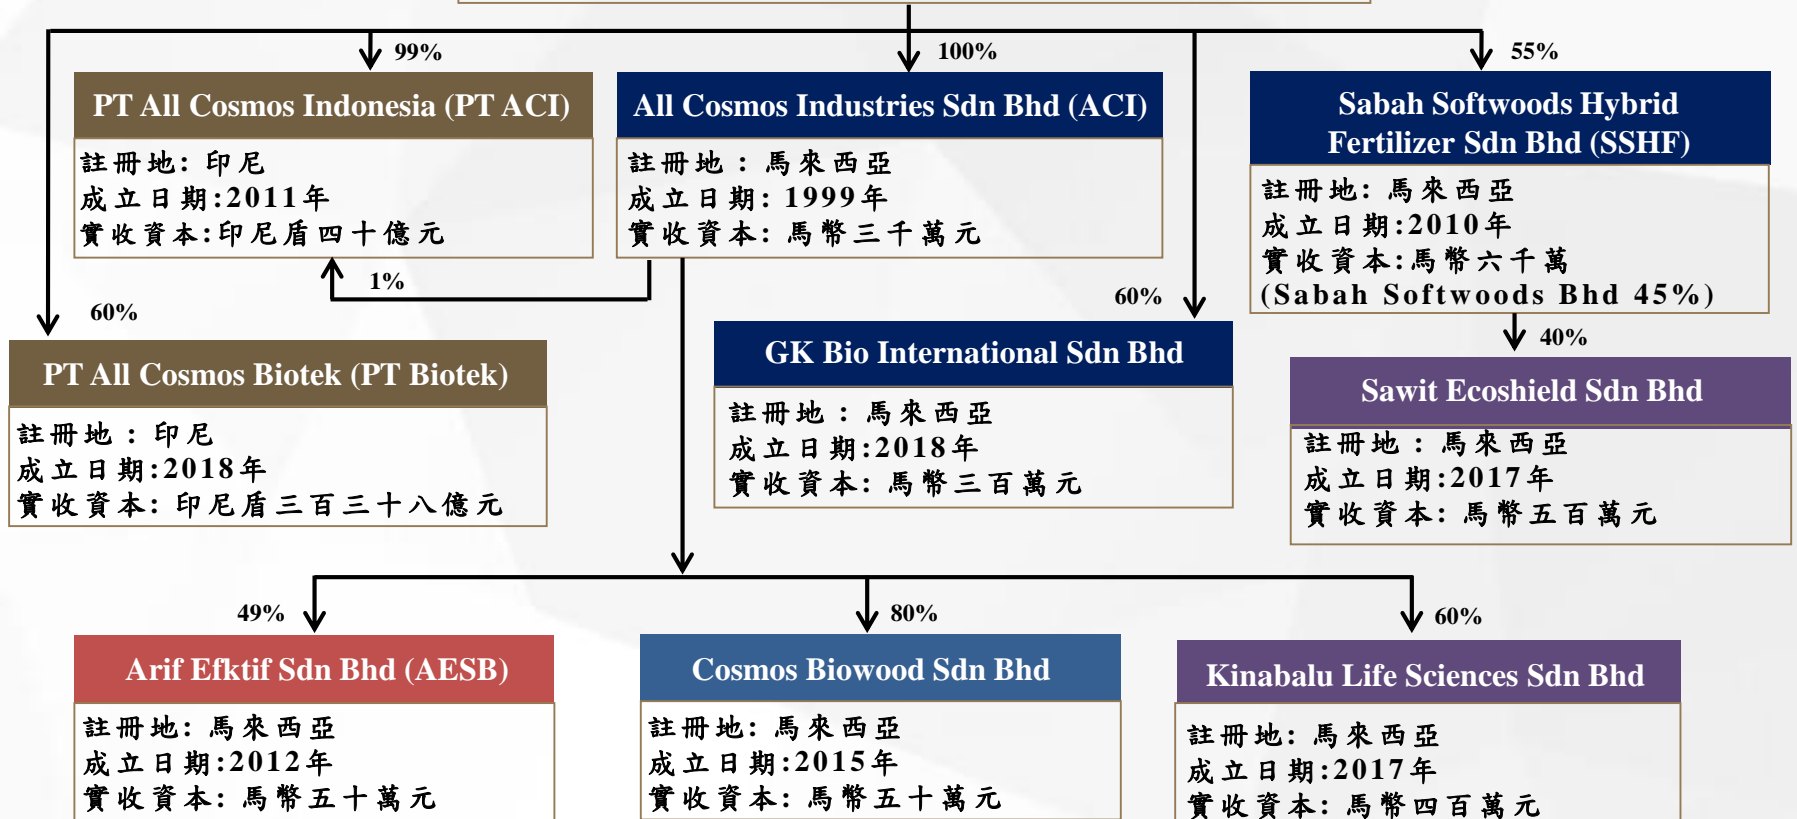 99%
100%
55%
PT All Cosmos Indonesia (PT ACI)
註冊地: 印尼
成立日期:2011年
實收資本:印尼盾四十億元
All Cosmos Industries Sdn Bhd (ACI)
註冊地 : 馬來西亞
成立日期: 1999年
實收資本: 馬幣三千萬元
Sabah Softwoods Hybrid
Fertilizer Sdn Bhd (SSHF)
註冊地: 馬來西亞
成立日期:2010年
實收資本:馬幣六千萬
(Sabah Softwoods Bhd 45%)
1%
60%
60%
40%
PT All Cosmos Biotek (PT Biotek)
註冊地 : 印尼
成立日期:2018年
實收資本: 印尼盾三百三十八億元
GK Bio International Sdn Bhd
註冊地 : 馬來西亞
成立日期:2018年
實收資本: 馬幣三百萬元
Sawit Ecoshield Sdn Bhd
註冊地 : 馬來西亞
成立日期:2017年
實收資本: 馬幣五百萬元
49%
80%
60%
Arif Efktif Sdn Bhd (AESB)
註冊地: 馬來西亞
成立日期:2012年
實收資本: 馬幣五十萬元
Cosmos Biowood Sdn Bhd
註冊地: 馬來西亞
成立日期:2015年
實收資本: 馬幣五十萬元
Kinabalu Life Sciences Sdn Bhd
註冊地: 馬來西亞
成立日期:2017年
實收資本: 馬幣四百萬元